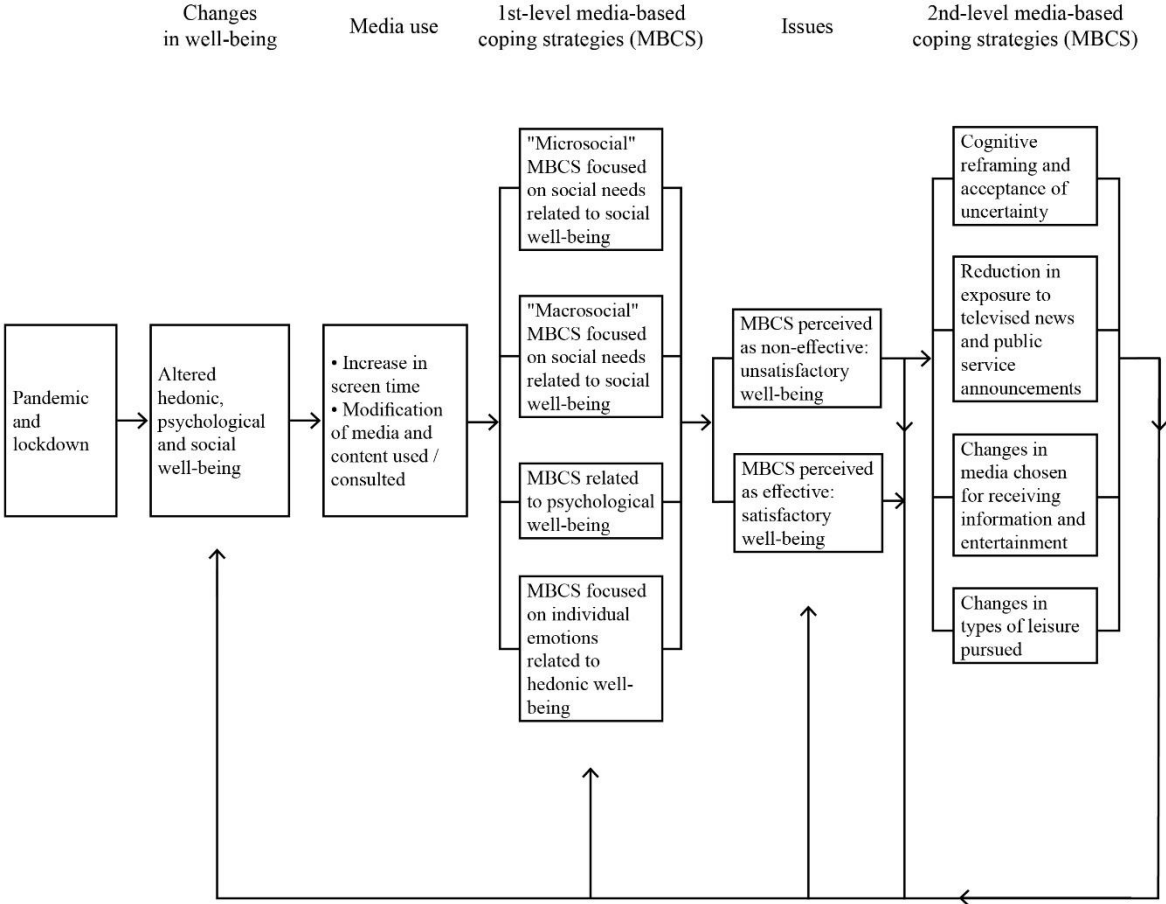 Changes
in well-being
Media use
1st-level media-based
coping strategies (MBCS)
Issues
2nd-level media-based
coping strategies (MBCS)
Pandemic
and
lockdown
Altered
hedonic,
psychological
and social
well-being
• Increase in
screen time
• Modification
of media and
content used /
consulted
"Microsocial"
MBCS focused
on social needs
related to social
well-being
"Macrosocial"
MBCS focused
on social needs
related to social
well-being
MBCS related
to psychological
well-being
MBCS focused
on individual
emotions
related to
hedonic well-
being
MBCS perceived
as non-effective:
unsatisfactory
well-being
MBCS perceived
as effective:
satisfactory
well-being
Cognitive
reframing and
acceptance of
uncertainty
Reduction in
exposure to
televised news
and public
service
announcements
Changes in
media chosen
for receiving
information and
entertainment
Changes in
types of leisure
pursued